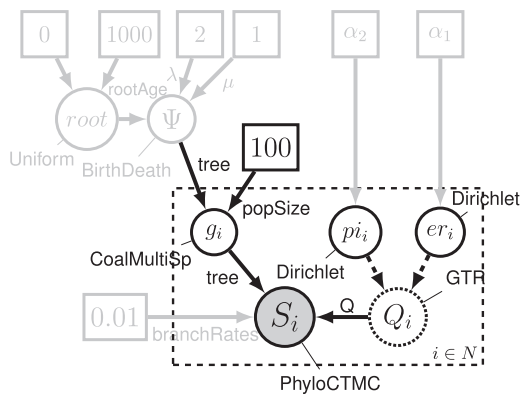 0
1000
2
1
α₂
α₁
rootAge
λ
μ
root
Ψ
Uniform
BirthDeath
tree
100
popSize
Dirichlet
gᵢ
piᵢ
erᵢ
CoalMultiSp
tree
Dirichlet
GTR
0.01
branchRates
Sᵢ
Q
Qᵢ
i ∈ N
PhyloCTMC